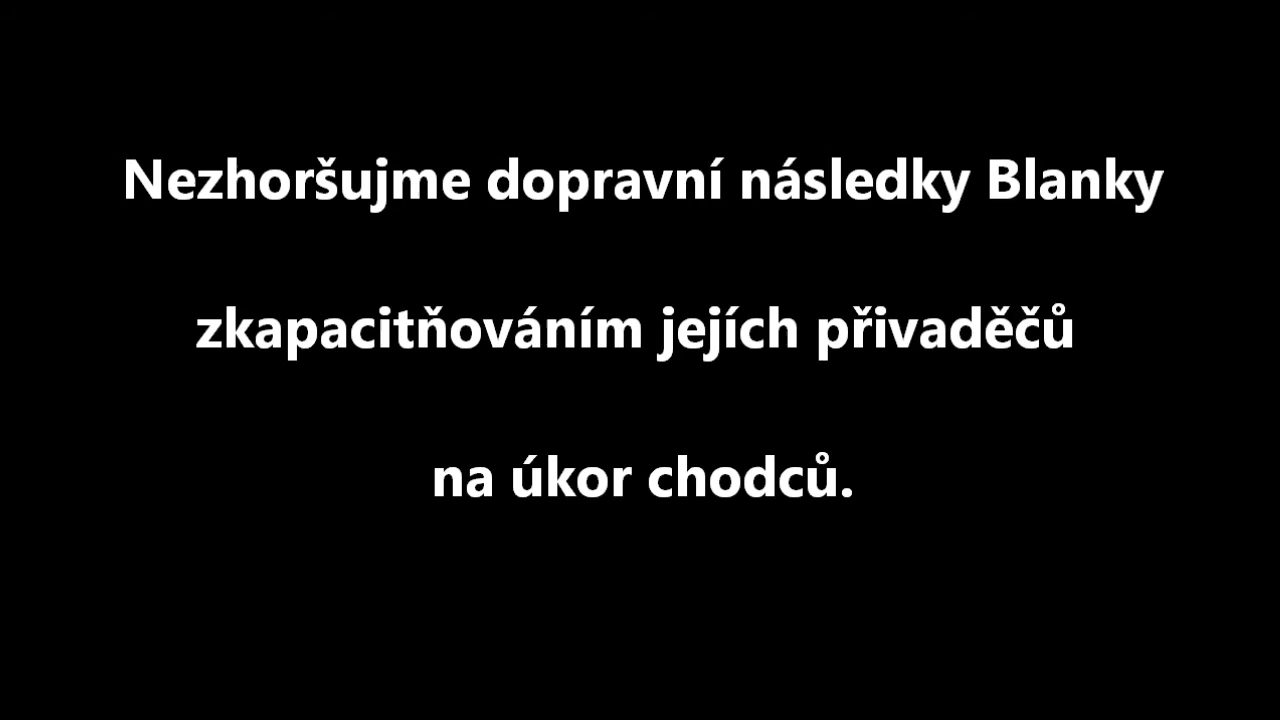 Nezhoršujme dopravní následky Blanky
zkapacitňováním jejích přivaděčů
na úkor chodců.